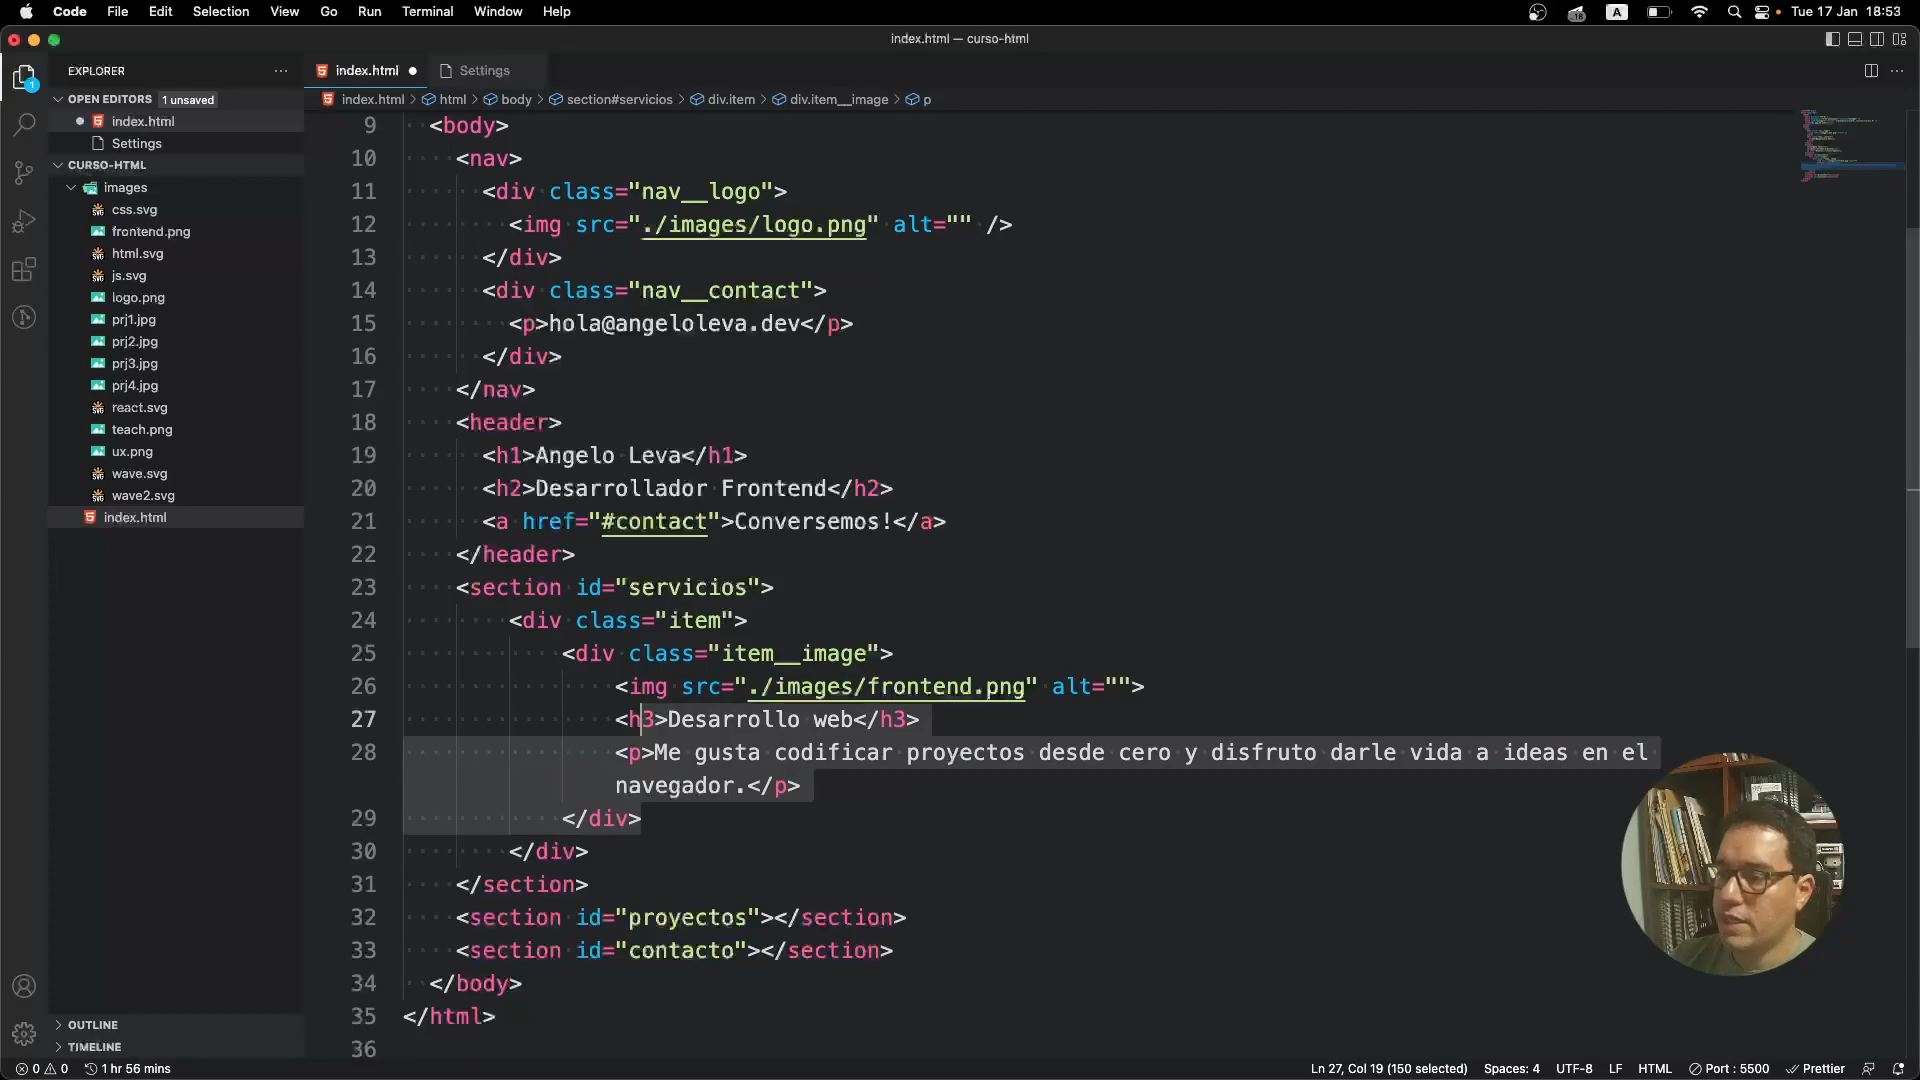 Code File Edit Selection View Go Run Terminal Window Help
A
Tue 17 Jan 18:53
index.html — curso-html
EXPLORER
OPEN EDITORS 1 unsaved
index.html
Settings
CURSO-HTML
images
css.svg
frontend.png
html.svg
js.svg
logo.png
prj1.jpg
prj2.jpg
prj3.jpg
prj4.jpg
react.svg
teach.png
ux.png
wave.svg
wave2.svg
index.html
OUTLINE
TIMELINE
index.html Settings
index.html > html > body > section#servicios > div.item > div.item__image > p
9 <body>
10 <nav>
11 <div class="nav__logo">
12 <img src="./images/logo.png" alt="" />
13 </div>
14 <div class="nav__contact">
15 <p>hola@angeloleva.dev</p>
16 </div>
17 </nav>
18 <header>
19 <h1>Angelo Leva</h1>
20 <h2>Desarrollador Frontend</h2>
21 <a href="#contact">Conversemos!</a>
22 </header>
23 <section id="servicios">
24 <div class="item">
25 <div class="item__image">
26 <img src="./images/frontend.png" alt="">
27 <h3>Desarrollo web</h3>
28 <p>Me gusta codificar proyectos desde cero y disfruto darle vida a ideas en el
navegador.</p>
29 </div>
30 </div>
31 </section>
32 <section id="proyectos"></section>
33 <section id="contacto"></section>
34 </body>
35 </html>
36
0 0 1 hr 56 mins
Ln 27, Col 19 (150 selected) Spaces: 4 UTF-8 LF HTML Port : 5500 Prettier